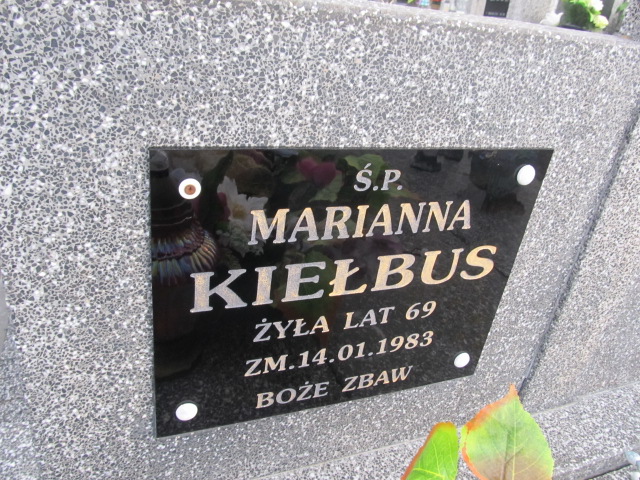 Ś.P.
MARIANNA
KIEŁBUS
ŻYŁA LAT 69
ZM.14.01.1983
BOŻE ZBAW